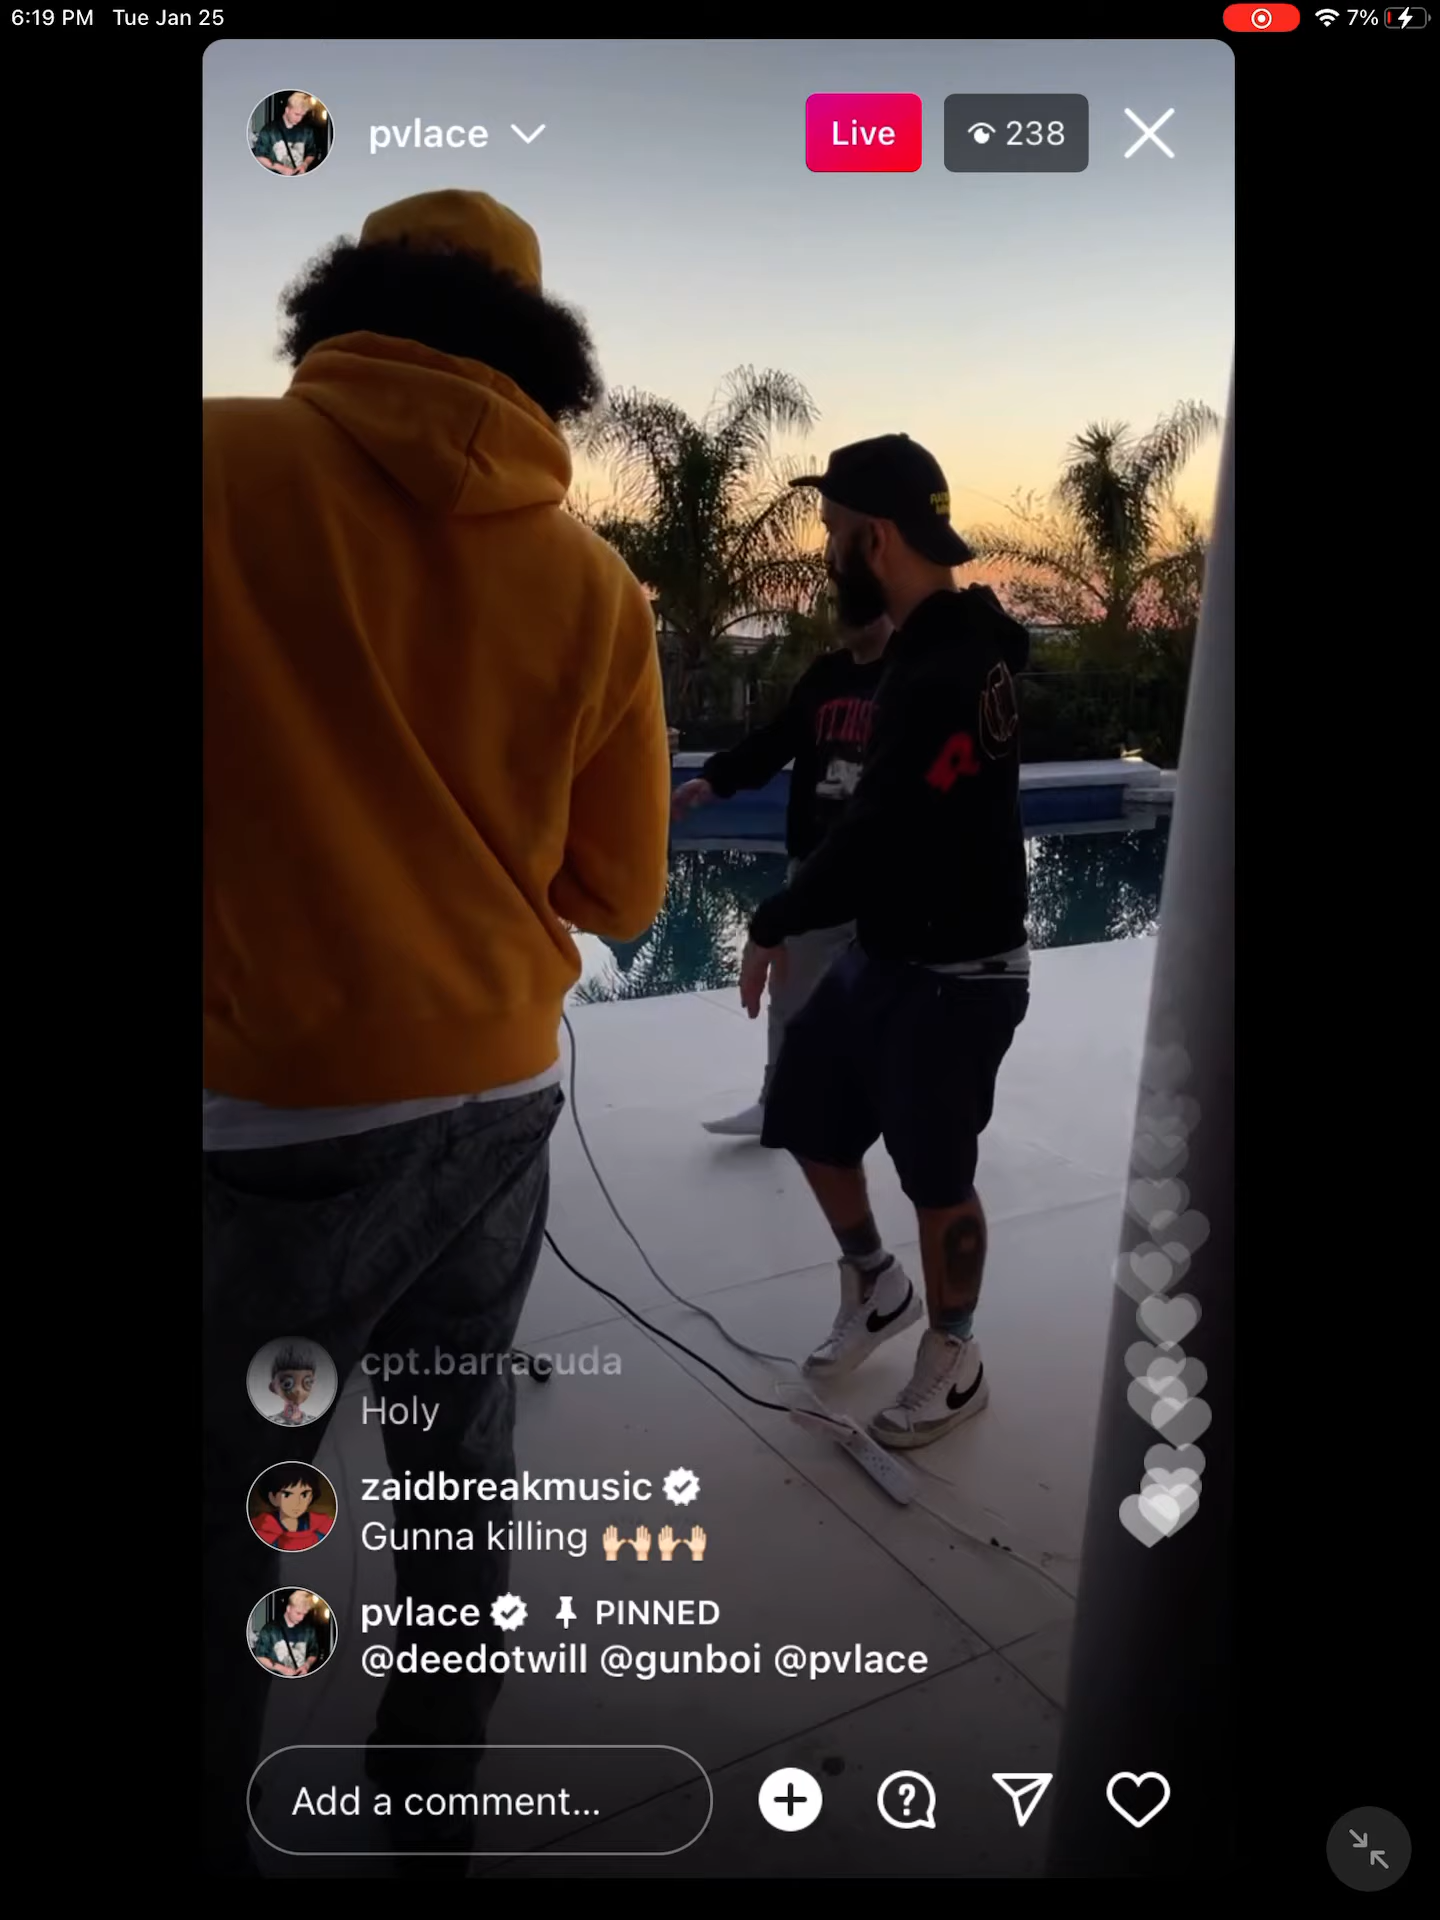 6:19 PM Tue Jan 25
7%
pvlace
Live
238
cpt.barracuda
Holy
zaidbreakmusic
Gunna killing 🙌🏻🙌🏻
pvlace PINNED
@deedotwill @gunboi @pvlace
Add a comment...